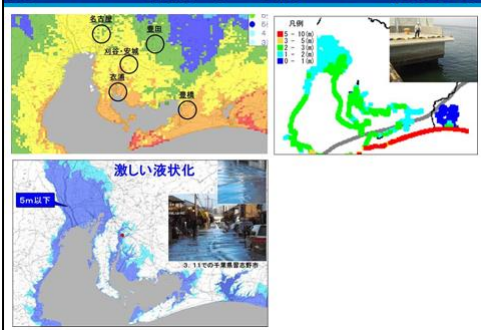 名古屋
豊田
刈谷・安城
衣浦
豊橋
凡例
5 - 10(m)
3 - 5(m)
2 - 3(m)
1 - 2(m)
0 - 1(m)
激しい液状化
5m以下
3.11での千葉県習志野市